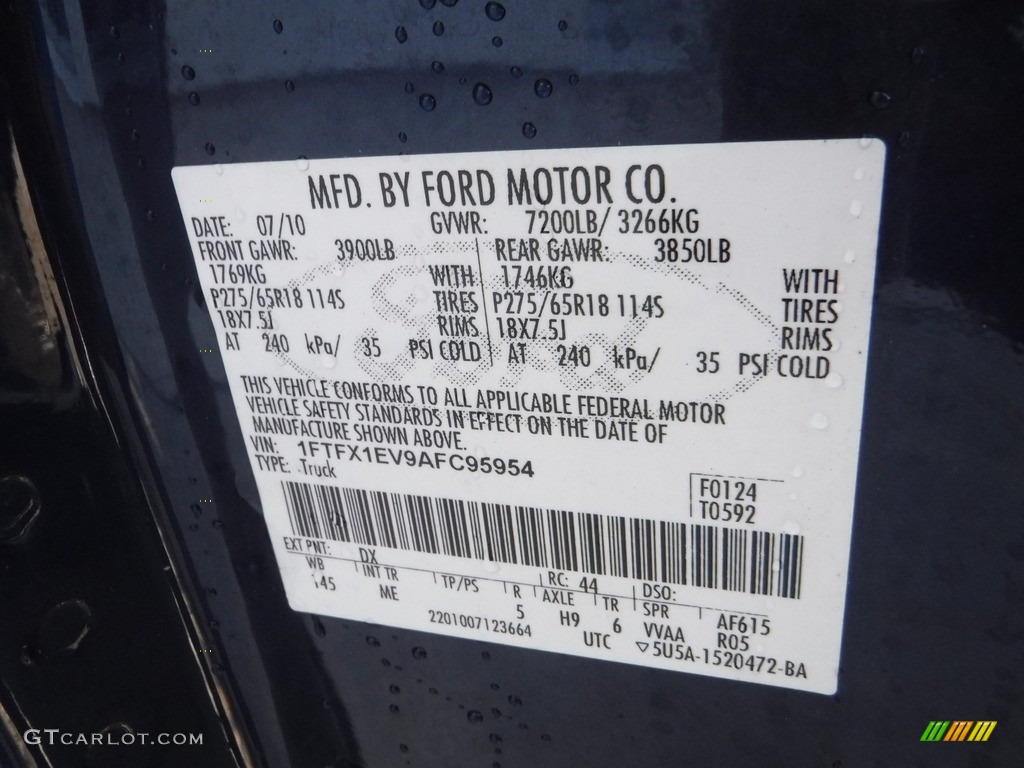 MFD. BY FORD MOTOR CO.
DATE: 07/10 GVWR: 7200LB/ 3266KG
FRONT GAWR: 3900LB REAR GAWR: 3850LB
1769KG WITH 1746KG WITH
P275/65R18 114S TIRES P275/65R18 114S TIRES
18X7.5J RIMS 18X7.5J RIMS
AT 240 kPa/ 35 PSI COLD AT 240 kPa/ 35 PSI COLD
THIS VEHICLE CONFORMS TO ALL APPLICABLE FEDERAL MOTOR
VEHICLE SAFETY STANDARDS IN EFFECT ON THE DATE OF
MANUFACTURE SHOWN ABOVE.
VIN: 1FTFX1EV9AFC95954
TYPE: Truck
F0124
T0592
EXT PNT: DX RC: 44 DSO: AF615
WB INT TR TP/PS R AXLE TR SPR R05
145 ME 5 H9 6 VVAA
2201007123664 UTC ▽5U5A-1520472-BA
Ford
GTCARLOT.COM